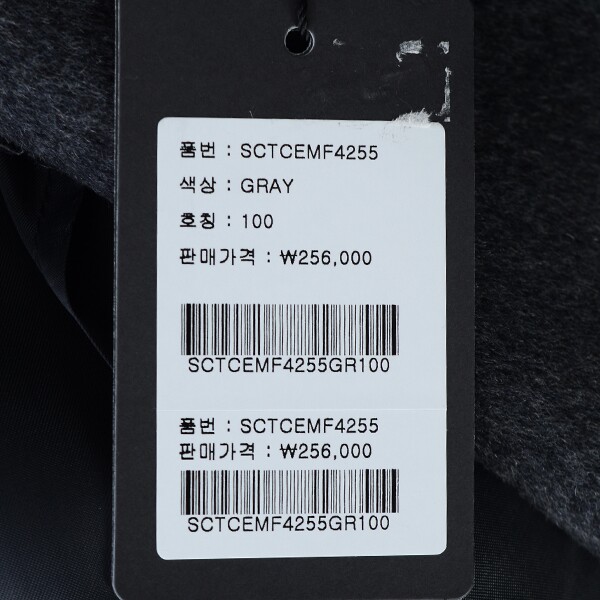 품번 : SCTCEMF4255
색상 : GRAY
호칭 : 100
판매가격 : ₩256,000
SCTCEMF4255GR100
품번 : SCTCEMF4255
판매가격 : ₩256,000
SCTCEMF4255GR100